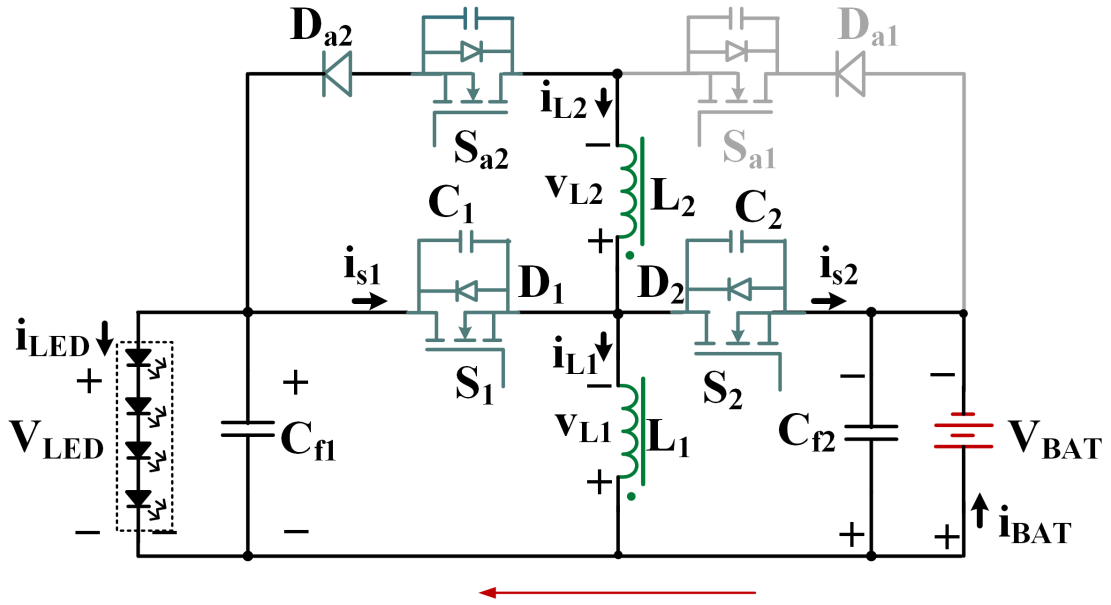 Da2
Da1
iL2
Sa2
Sa1
−
vL2
L2
C1
C2
+
is1
D1
D2
is2
iLED
iL1
+
+
S1
−
S2
−
−
VLED
Cf1
vL1
L1
Cf2
VBAT
+
iBAT
−
−
−
+
+